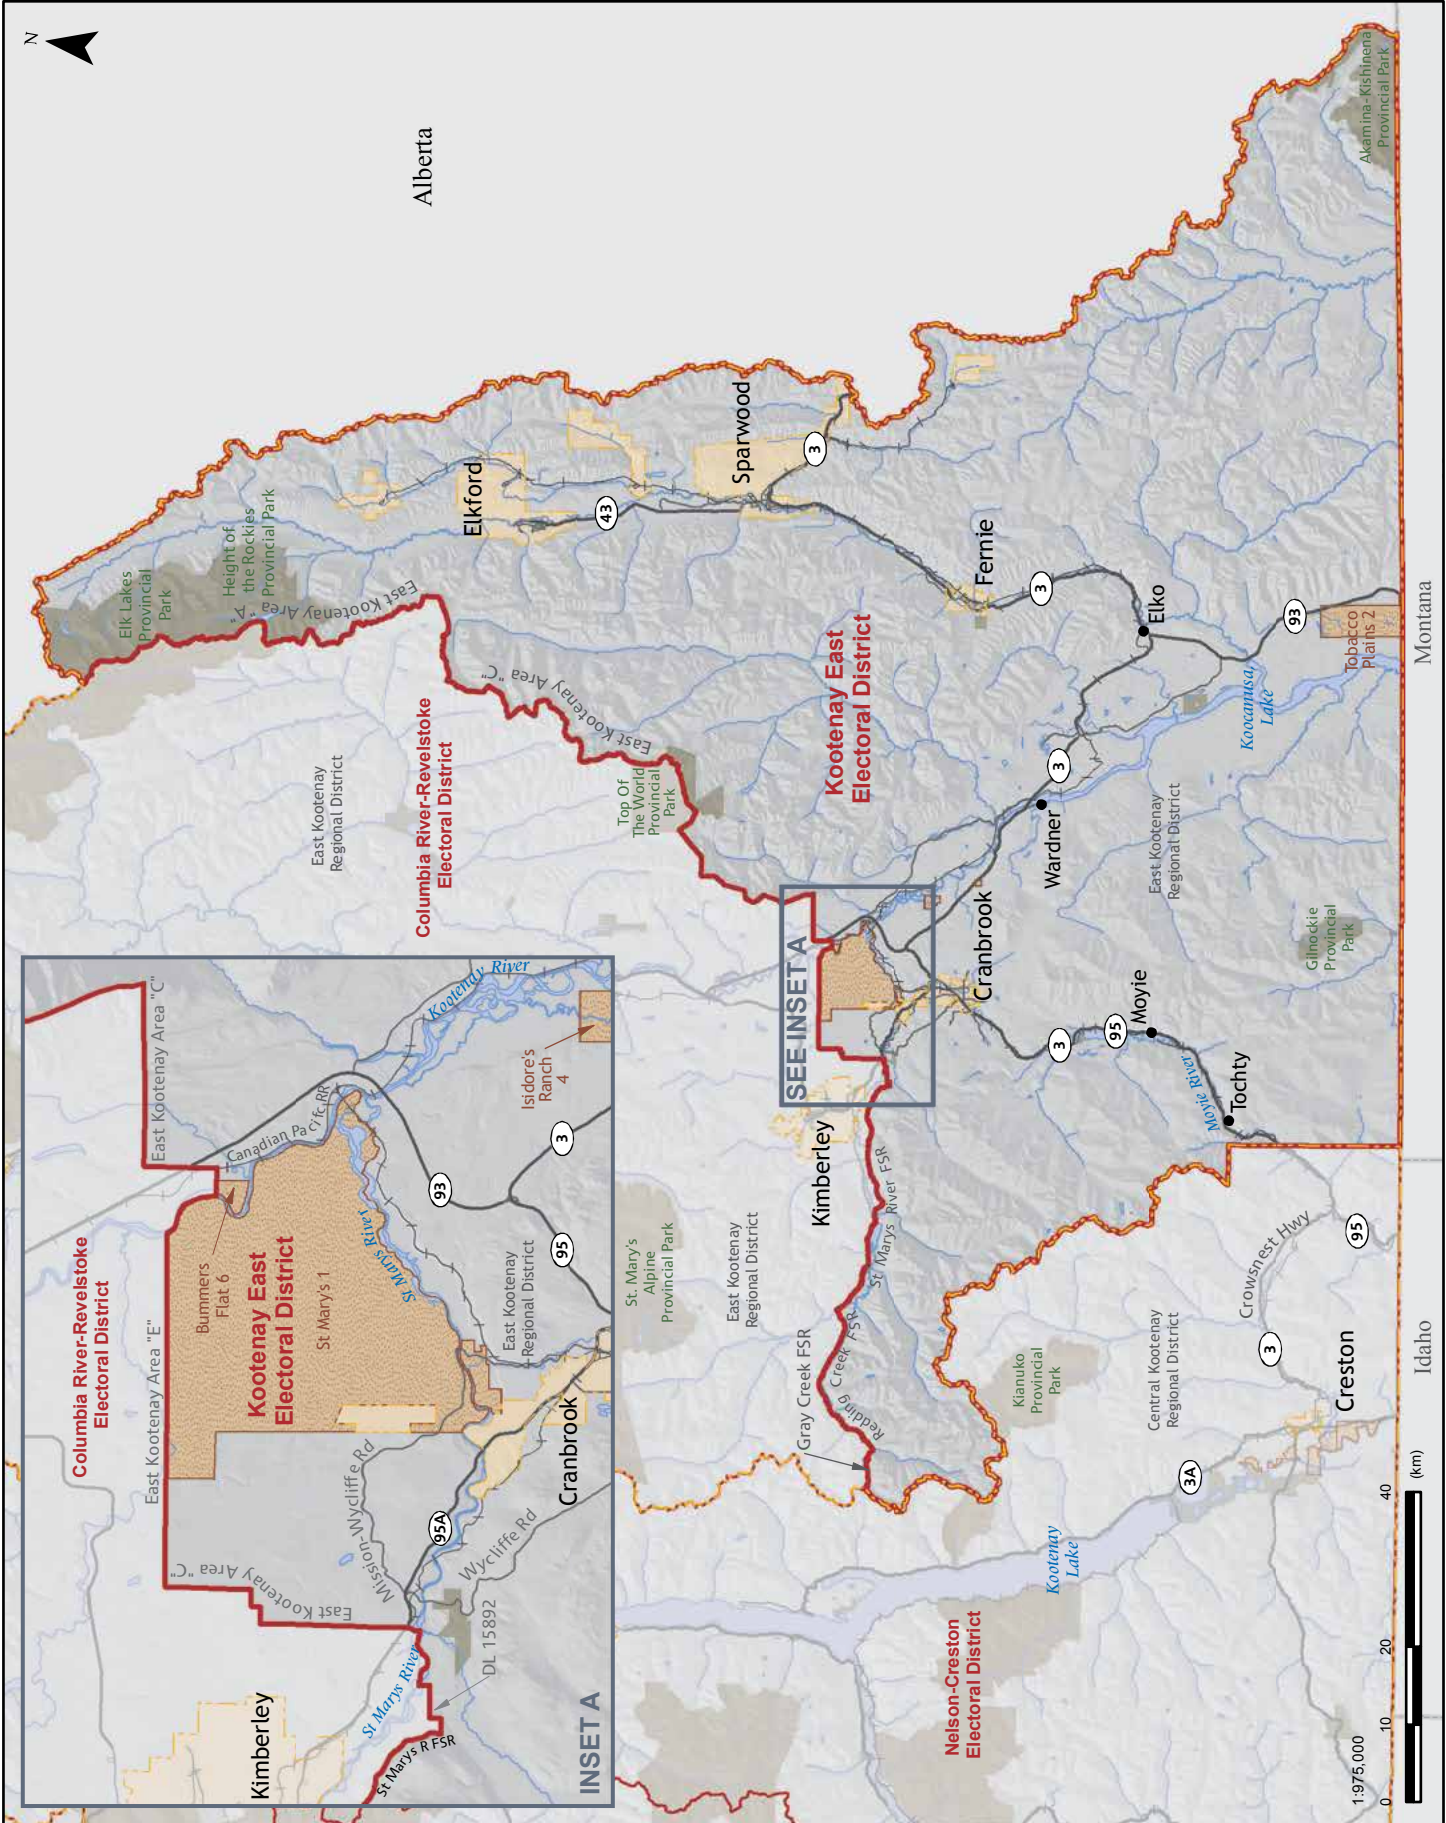 N
Alberta
Elk Lakes
Provincial
Park
Height of
the Rockies
Provincial Park
East Kootenay Area "A"
Elkford
43
Sparwood
3
East Kootenay Area "C"
East Kootenay
Regional District
Columbia River-Revelstoke
Electoral District
Top Of
The World
Provincial
Park
Kootenay East
Electoral District
Fernie
3
Elko
93
Tobacco
Plains 2
Koocanusa
Lake
3
Wardner
East Kootenay
Regional District
Akamina-Kishinena
Provincial Park
Gilnockie
Provincial
Park
SEE INSET A
Cranbrook
3
95
Moyie
Moyie River
Tochty
Kimberley
St Marys River FSR
Redding Creek FSR
Gray Creek FSR
St. Mary's
Alpine
Provincial Park
East Kootenay
Regional District
Kianuko
Provincial
Park
Central Kootenay
Regional District
Crowsnest Hwy
95
3
Creston
3A
Kootenay
Lake
Nelson-Creston
Electoral District
Idaho
Montana
1:975,000
0
10
20
40
(km)
INSET A
Columbia River-Revelstoke
Electoral District
East Kootenay Area "C"
East Kootenay Area "E"
East Kootenay Area "C"
Canadian Pacific RR
Kootenay River
Bummers
Flat 6
Kootenay East
Electoral District
St Mary's 1
St Marys River
Isidore's
Ranch
4
93
3
95
East Kootenay
Regional District
Mission-Wycliffe Rd
95A
Wycliffe Rd
Cranbrook
DL 15892
St Marys River
St Marys R FSR
Kimberley